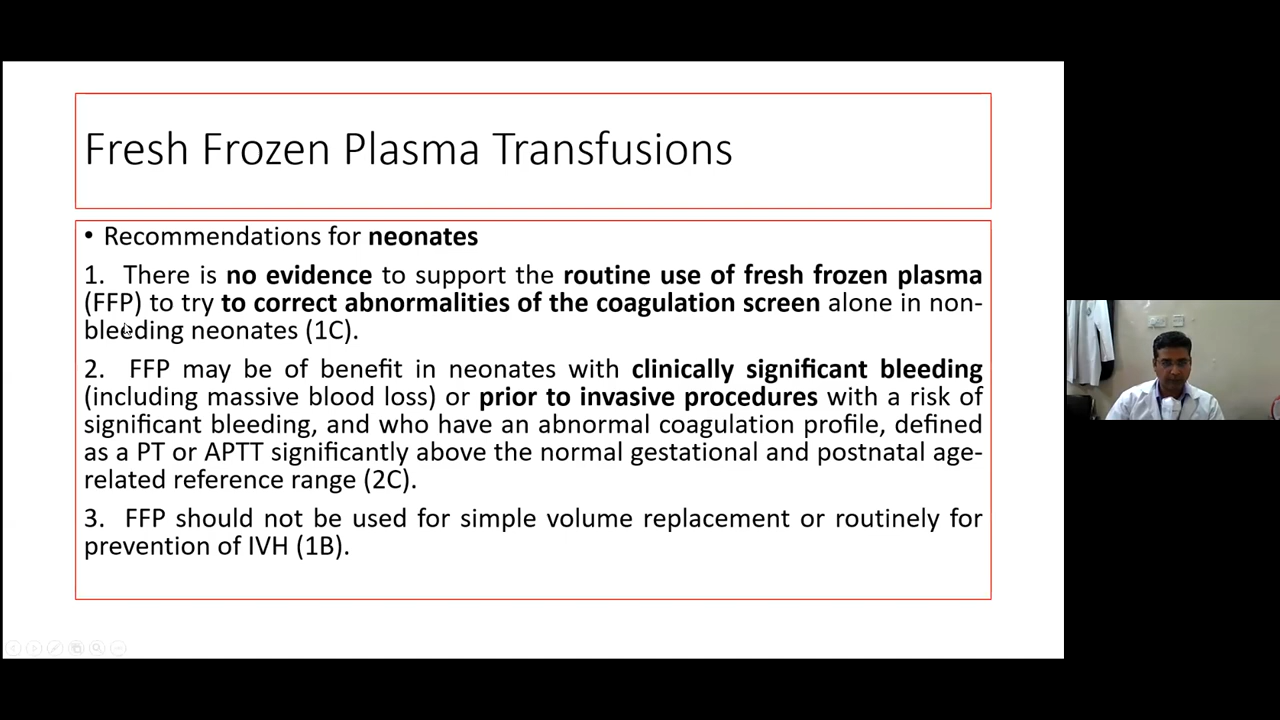 Fresh Frozen Plasma Transfusions
• Recommendations for neonates
1. There is no evidence to support the routine use of fresh frozen plasma
(FFP) to try to correct abnormalities of the coagulation screen alone in non-
bleeding neonates (1C).
2. FFP may be of benefit in neonates with clinically significant bleeding
(including massive blood loss) or prior to invasive procedures with a risk of
significant bleeding, and who have an abnormal coagulation profile, defined
as a PT or APTT significantly above the normal gestational and postnatal age-
related reference range (2C).
3. FFP should not be used for simple volume replacement or routinely for
prevention of IVH (1B).